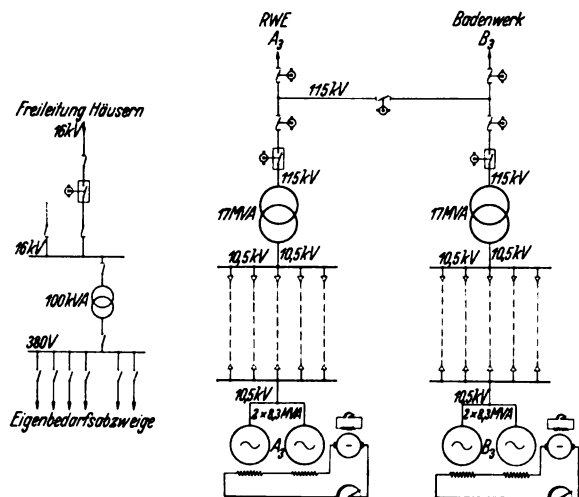 RWE
A3
Badenwerk
B3
115kV
Freileitung Häusern
16kV
115kV
115kV
17MVA
17MVA
16kV
10,5kV
10,5kV
10,5kV
10,5kV
100kVA
380V
10,5kV
10,5kV
2×8,3MVA
2×8,3MVA
Eigenbedarfsabzweige
A3
B3